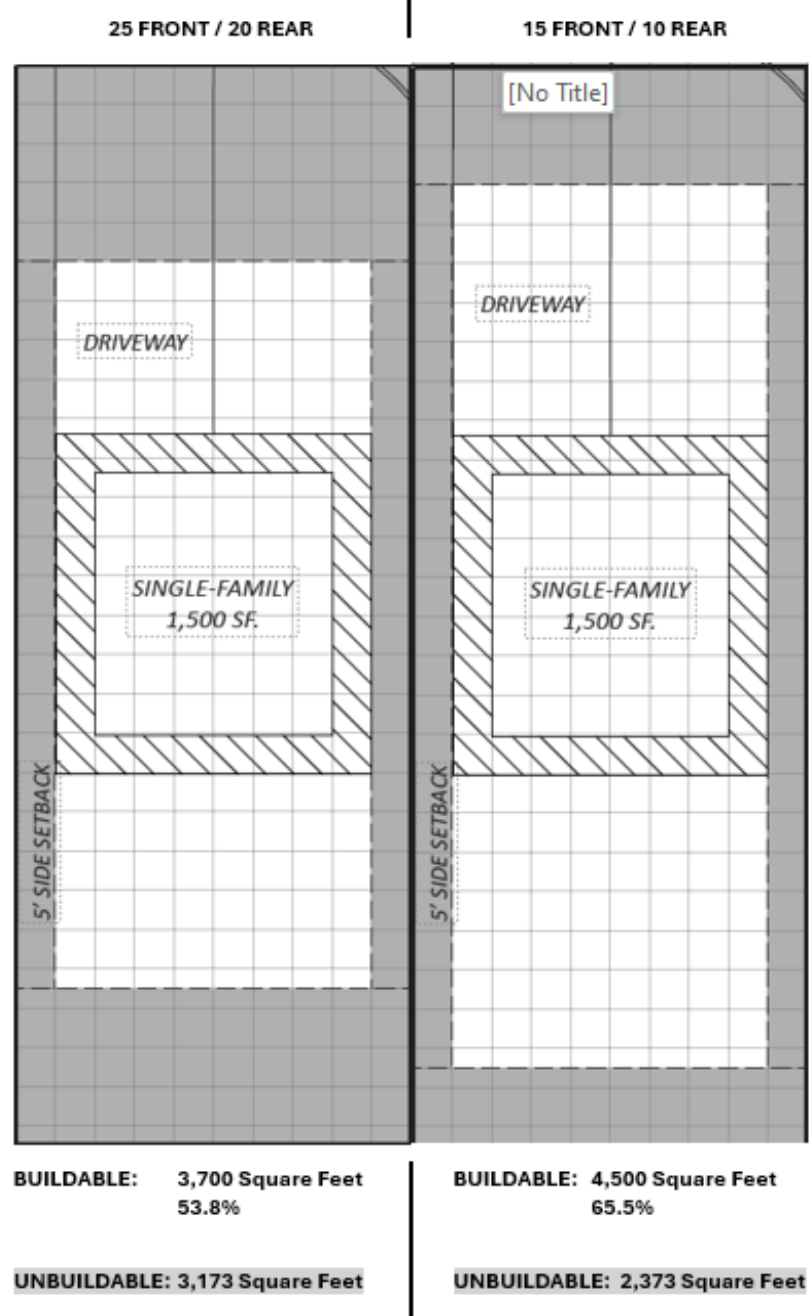 25 FRONT / 20 REAR
15 FRONT / 10 REAR
[No Title]
DRIVEWAY
DRIVEWAY
SINGLE-FAMILY
1,500 SF.
SINGLE-FAMILY
1,500 SF.
5' SIDE SETBACK
5' SIDE SETBACK
BUILDABLE: 3,700 Square Feet
53.8%
BUILDABLE: 4,500 Square Feet
65.5%
UNBUILDABLE: 3,173 Square Feet
UNBUILDABLE: 2,373 Square Feet